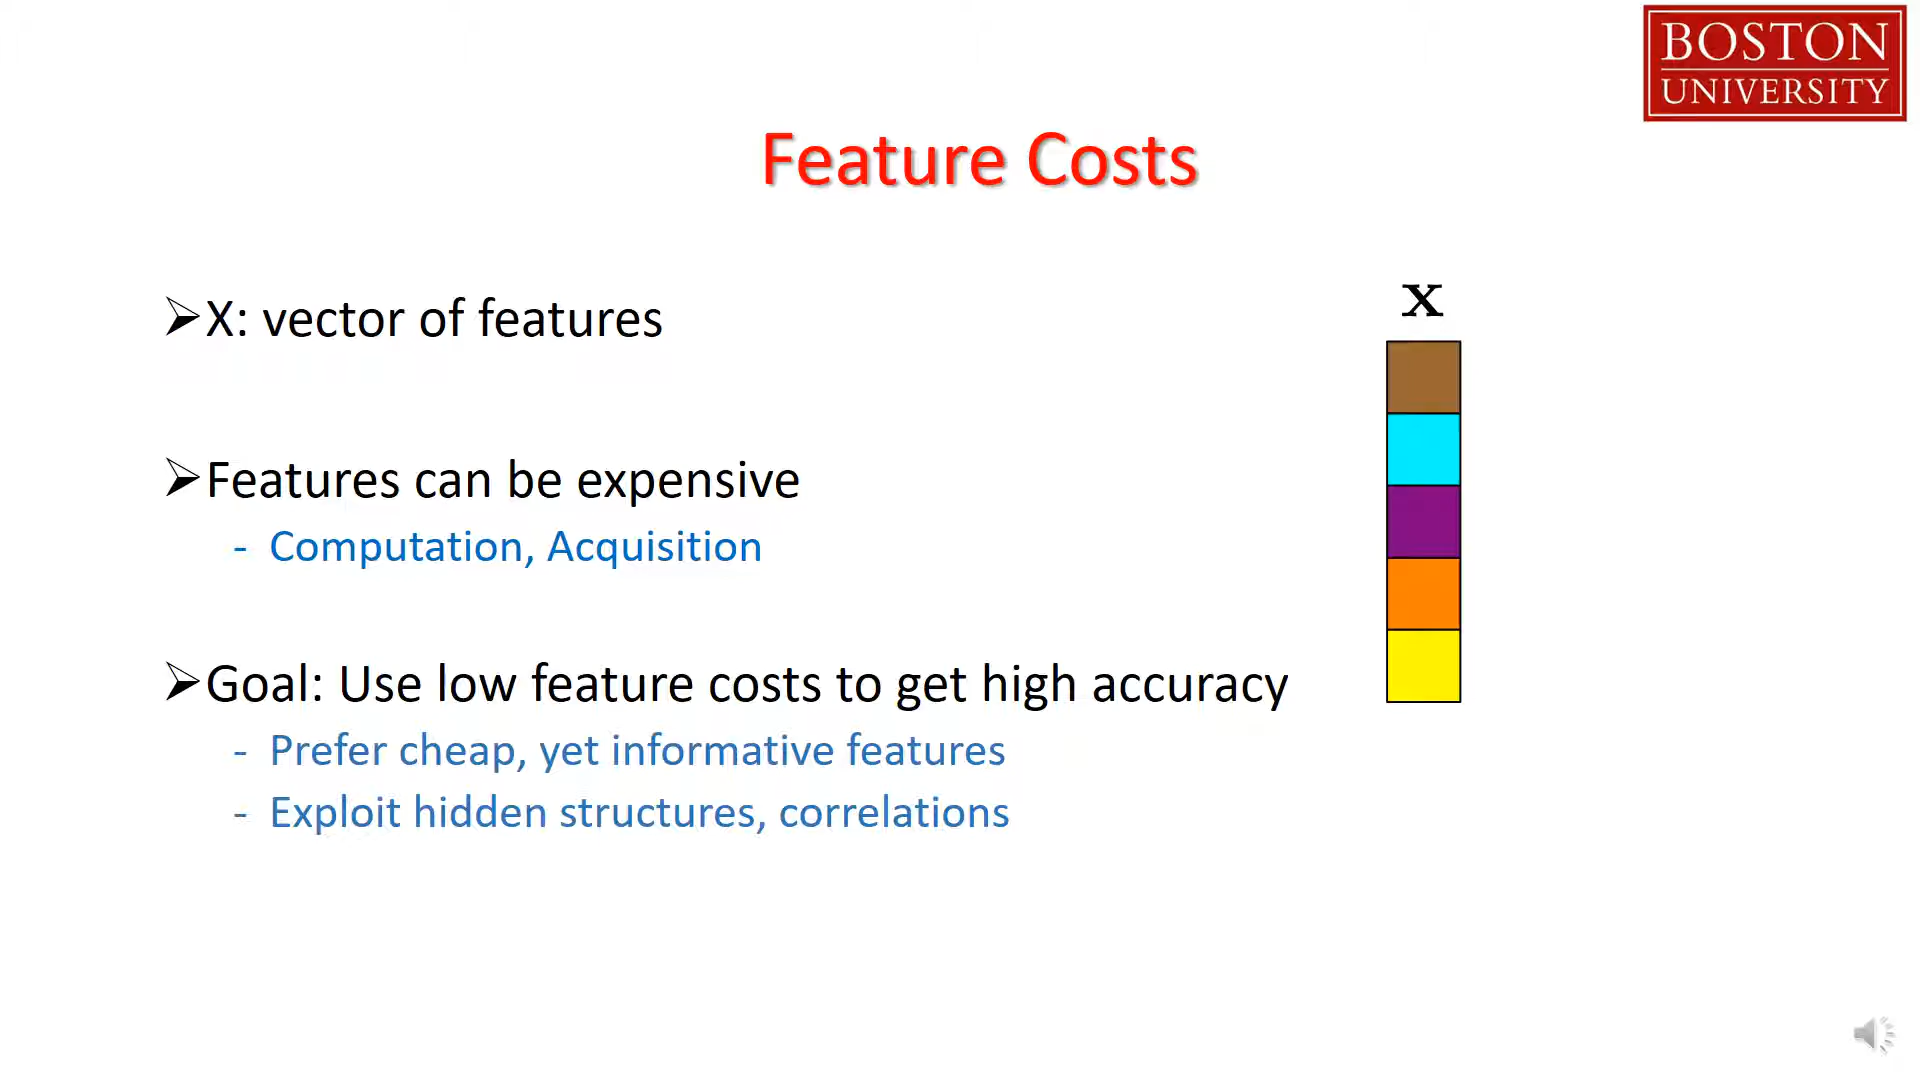 BOSTON
UNIVERSITY
Feature Costs
X: vector of features
x
Features can be expensive
- Computation, Acquisition
Goal: Use low feature costs to get high accuracy
- Prefer cheap, yet informative features
- Exploit hidden structures, correlations